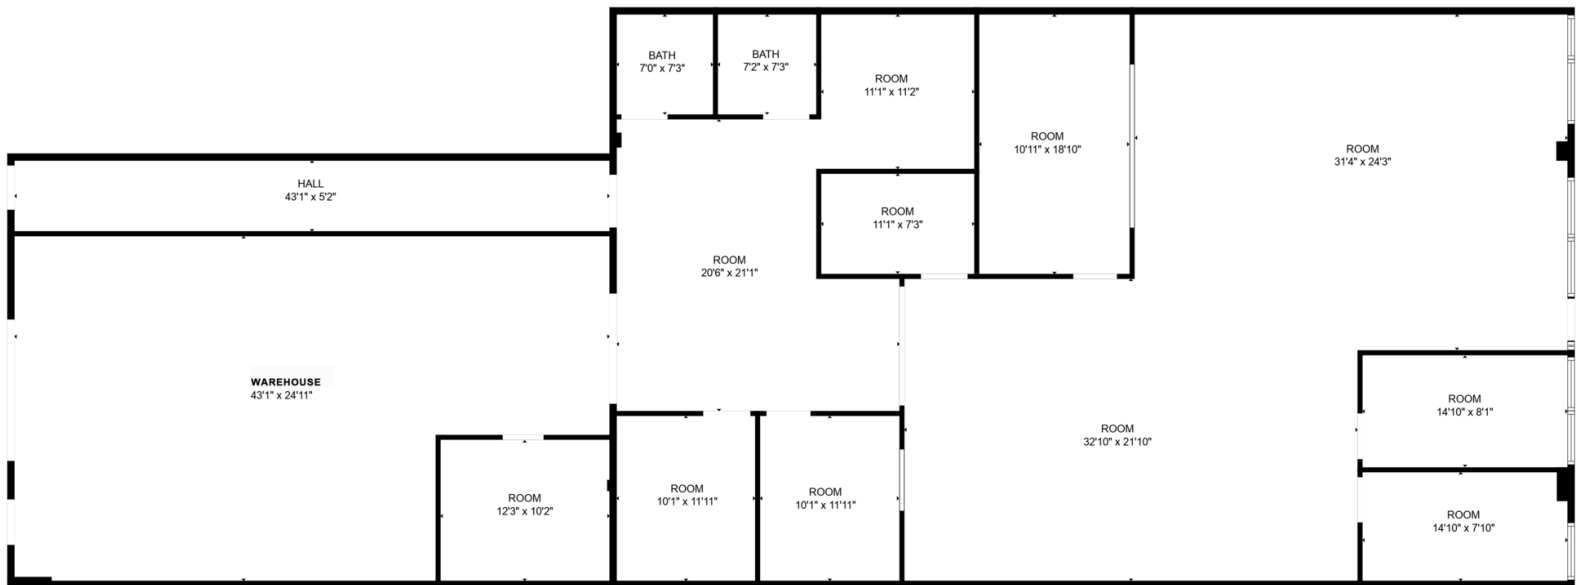 BATH
7'0" x 7'3"
BATH
7'2" x 7'3"
ROOM
11'1" x 11'2"
ROOM
10'11" x 18'10"
ROOM
31'4" x 24'3"
HALL
43'1" x 5'2"
ROOM
11'1" x 7'3"
ROOM
20'6" x 21'1"
WAREHOUSE
43'1" x 24'11"
ROOM
14'10" x 8'1"
ROOM
32'10" x 21'10"
ROOM
12'3" x 10'2"
ROOM
10'1" x 11'11"
ROOM
10'1" x 11'11"
ROOM
14'10" x 7'10"